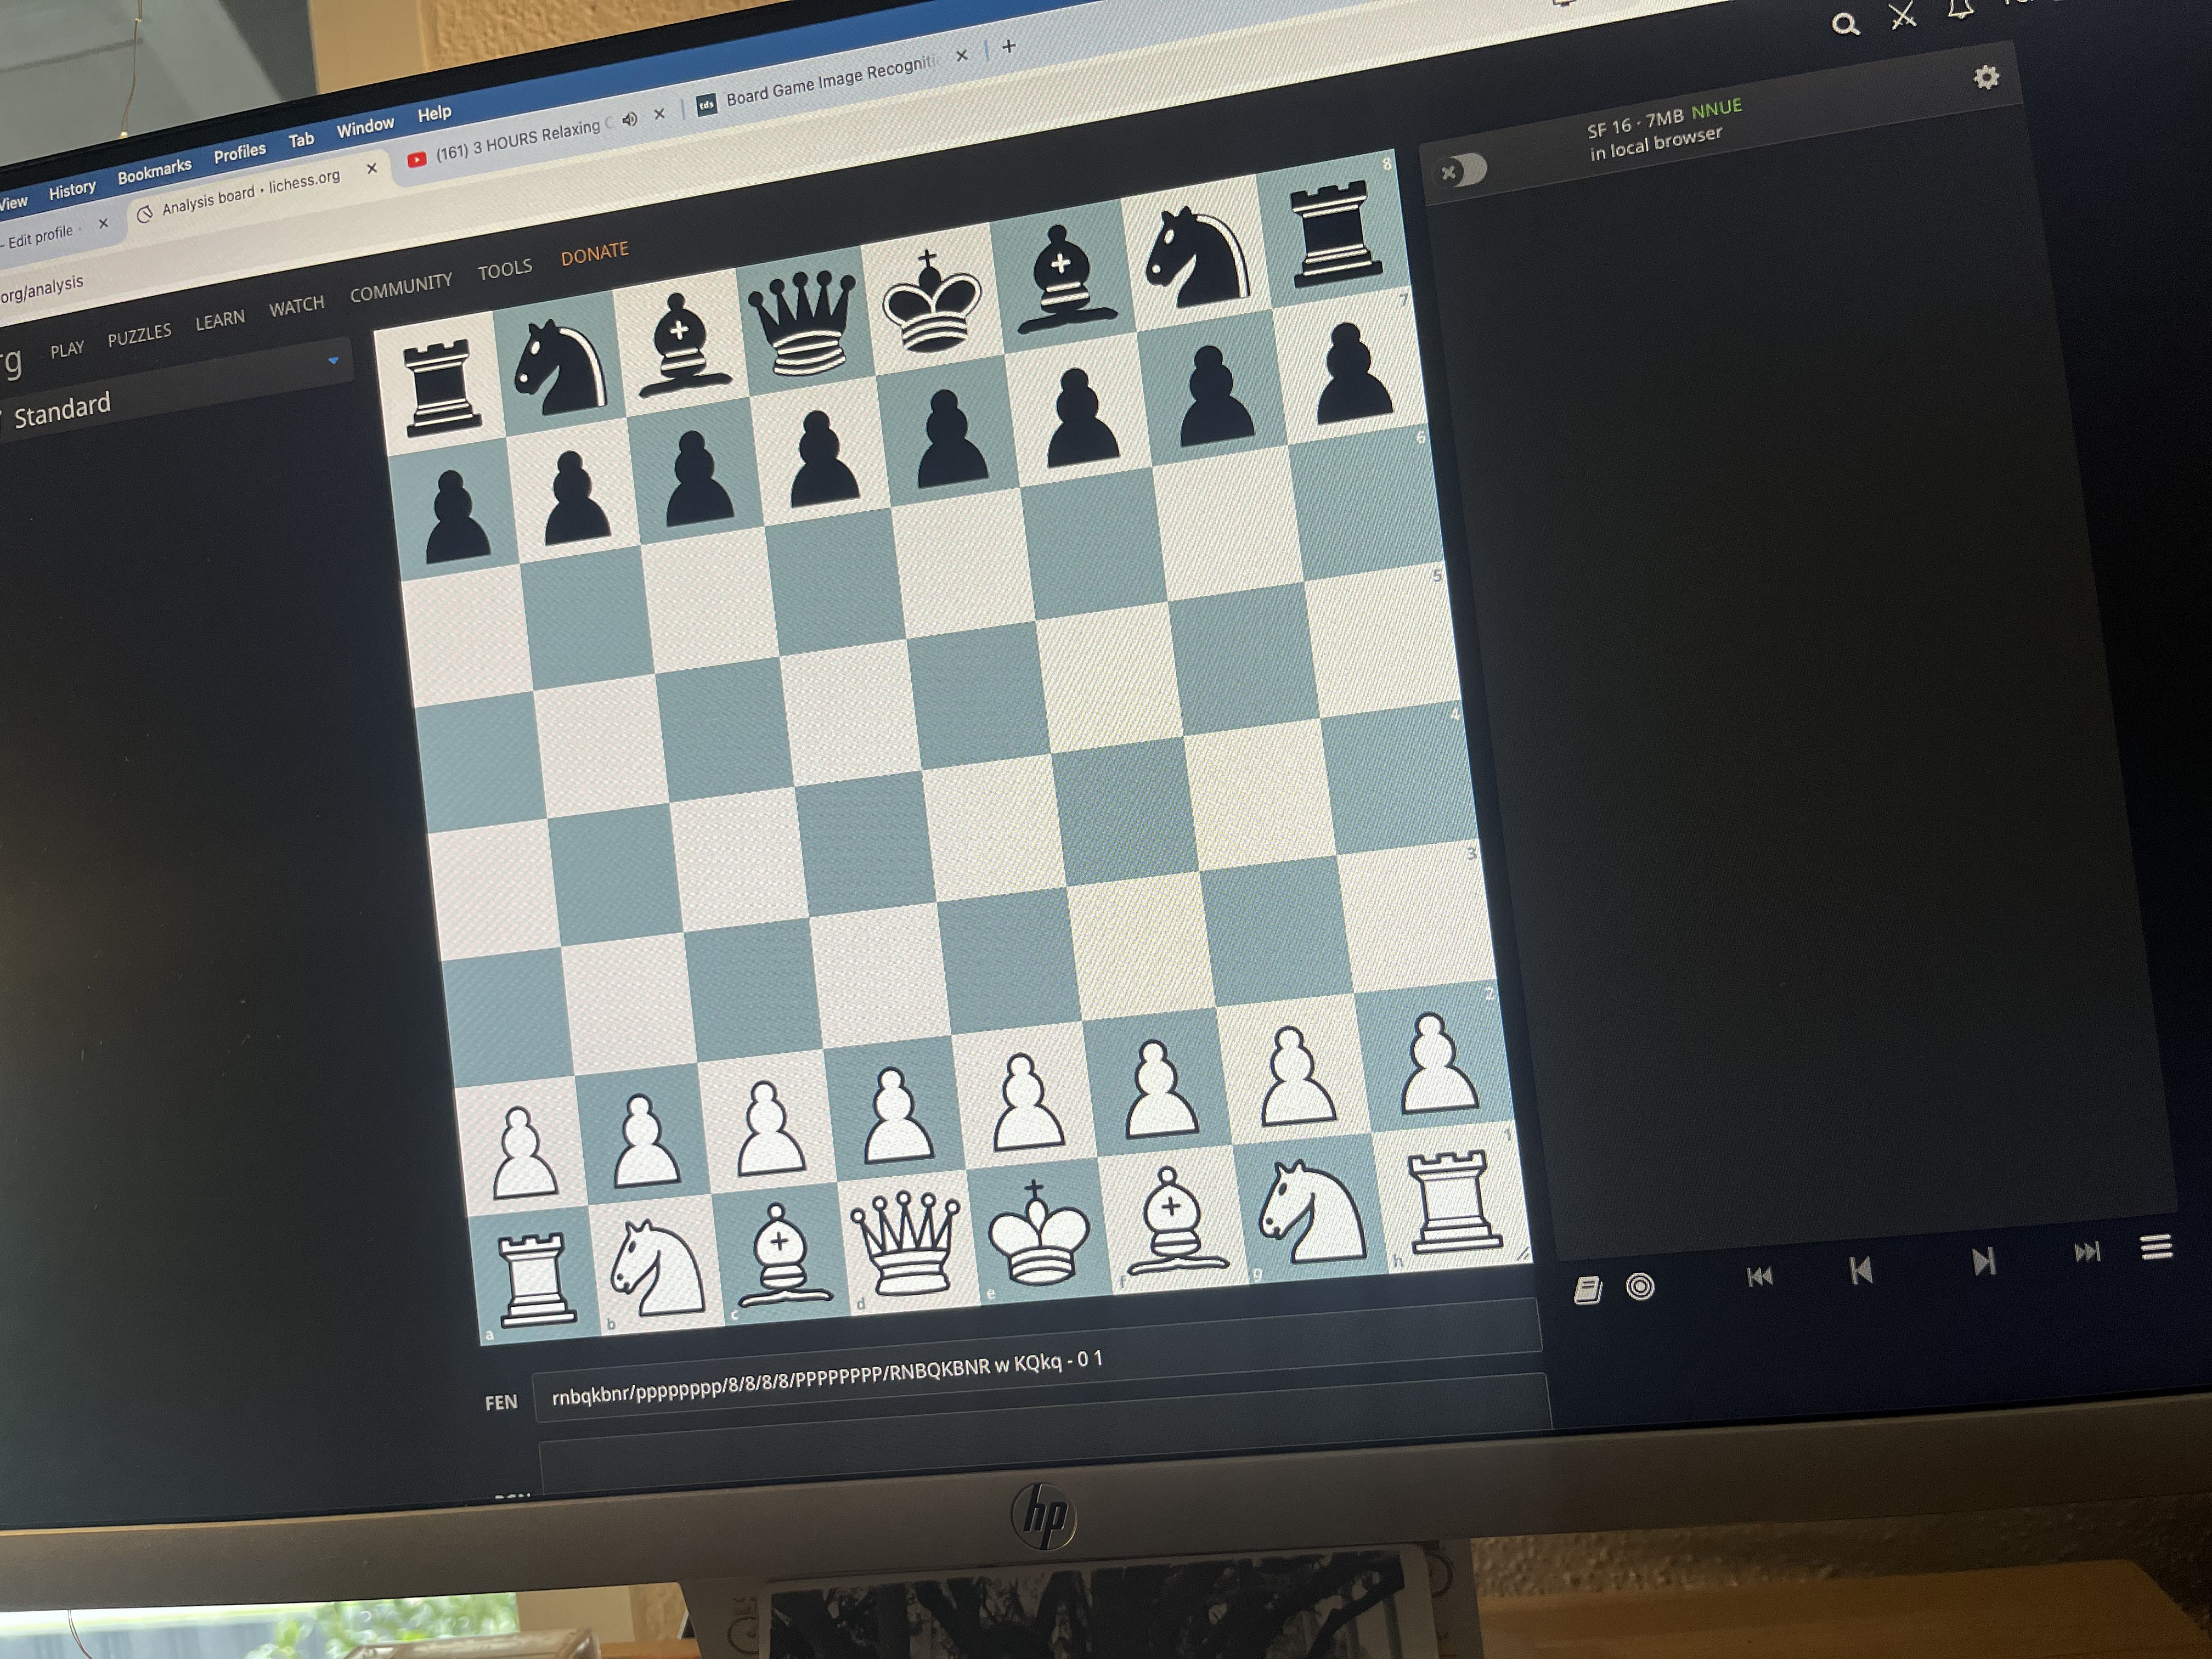 View History Bookmarks Profiles Tab Window Help
- Edit profile · Analysis board · lichess.org (161) 3 HOURS Relaxing Board Game Image Recogniti
org/analysis
rg PLAY PUZZLES LEARN WATCH COMMUNITY TOOLS DONATE
Standard
SF 16 · 7MB NNUE
in local browser
8
7
6
5
4
3
2
1
a b c d e f g h
FEN rnbqkbnr/pppppppp/8/8/8/8/PPPPPPPP/RNBQKBNR w KQkq - 0 1
hp